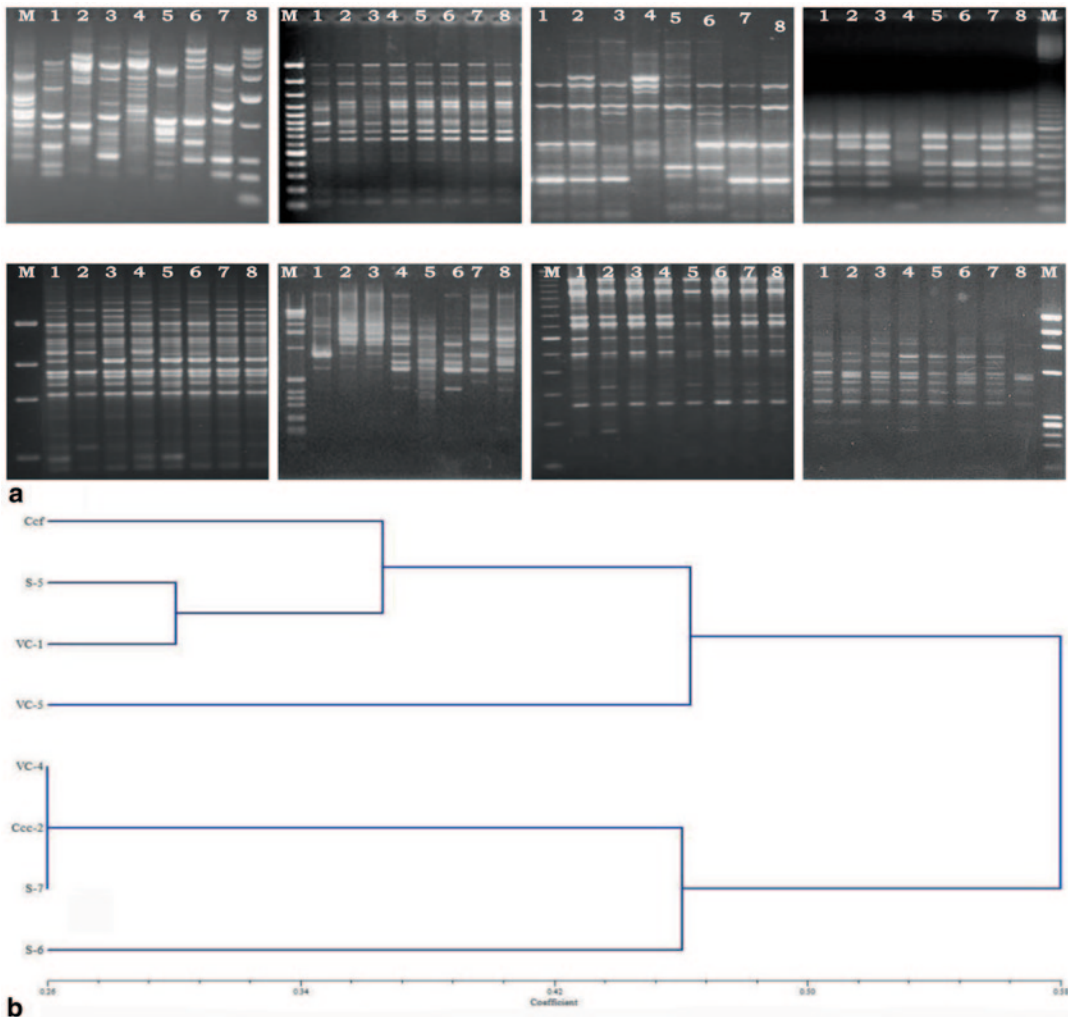 M 1 2 3 4 5 6 7 8
M 1 2 3 4 5 6 7 8
1 2 3 4 5 6 7 8
1 2 3 4 5 6 7 8 M
M 1 2 3 4 5 6 7 8
M 1 2 3 4 5 6 7 8
M 1 2 3 4 5 6 7 8
1 2 3 4 5 6 7 8 M
a
Ccf
S-5
VC-1
VC-5
VC-4
Ccc-2
S-7
S-6
0.34 0.42 0.50
Coefficient
b